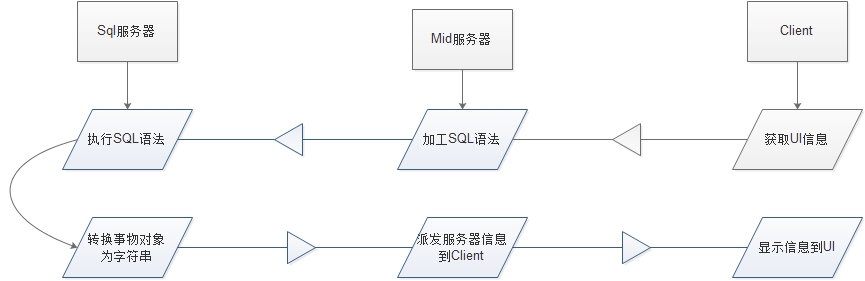 Sql服务器
Mid服务器
Client
执行SQL语法
加工SQL语法
获取UI信息
转换事物对象
为字符串
派发服务器信息
到Client
显示信息到UI